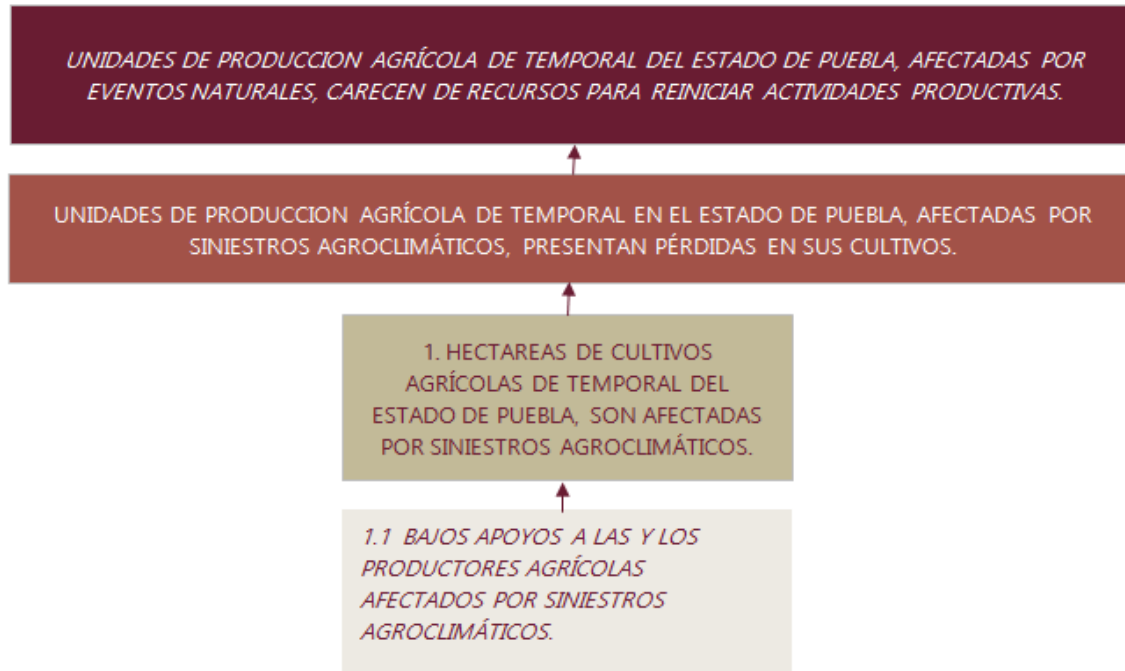 UNIDADES DE PRODUCCION AGRÍCOLA DE TEMPORAL DEL ESTADO DE PUEBLA, AFECTADAS POR
EVENTOS NATURALES, CARECEN DE RECURSOS PARA REINICIAR ACTIVIDADES PRODUCTIVAS.
UNIDADES DE PRODUCCION AGRÍCOLA DE TEMPORAL EN EL ESTADO DE PUEBLA, AFECTADAS POR
SINIESTROS AGROCLIMÁTICOS, PRESENTAN PÉRDIDAS EN SUS CULTIVOS.
1. HECTAREAS DE CULTIVOS
AGRÍCOLAS DE TEMPORAL DEL
ESTADO DE PUEBLA, SON AFECTADAS
POR SINIESTROS AGROCLIMÁTICOS.
1.1 BAJOS APOYOS A LAS Y LOS
PRODUCTORES AGRÍCOLAS
AFECTADOS POR SINIESTROS
AGROCLIMÁTICOS.